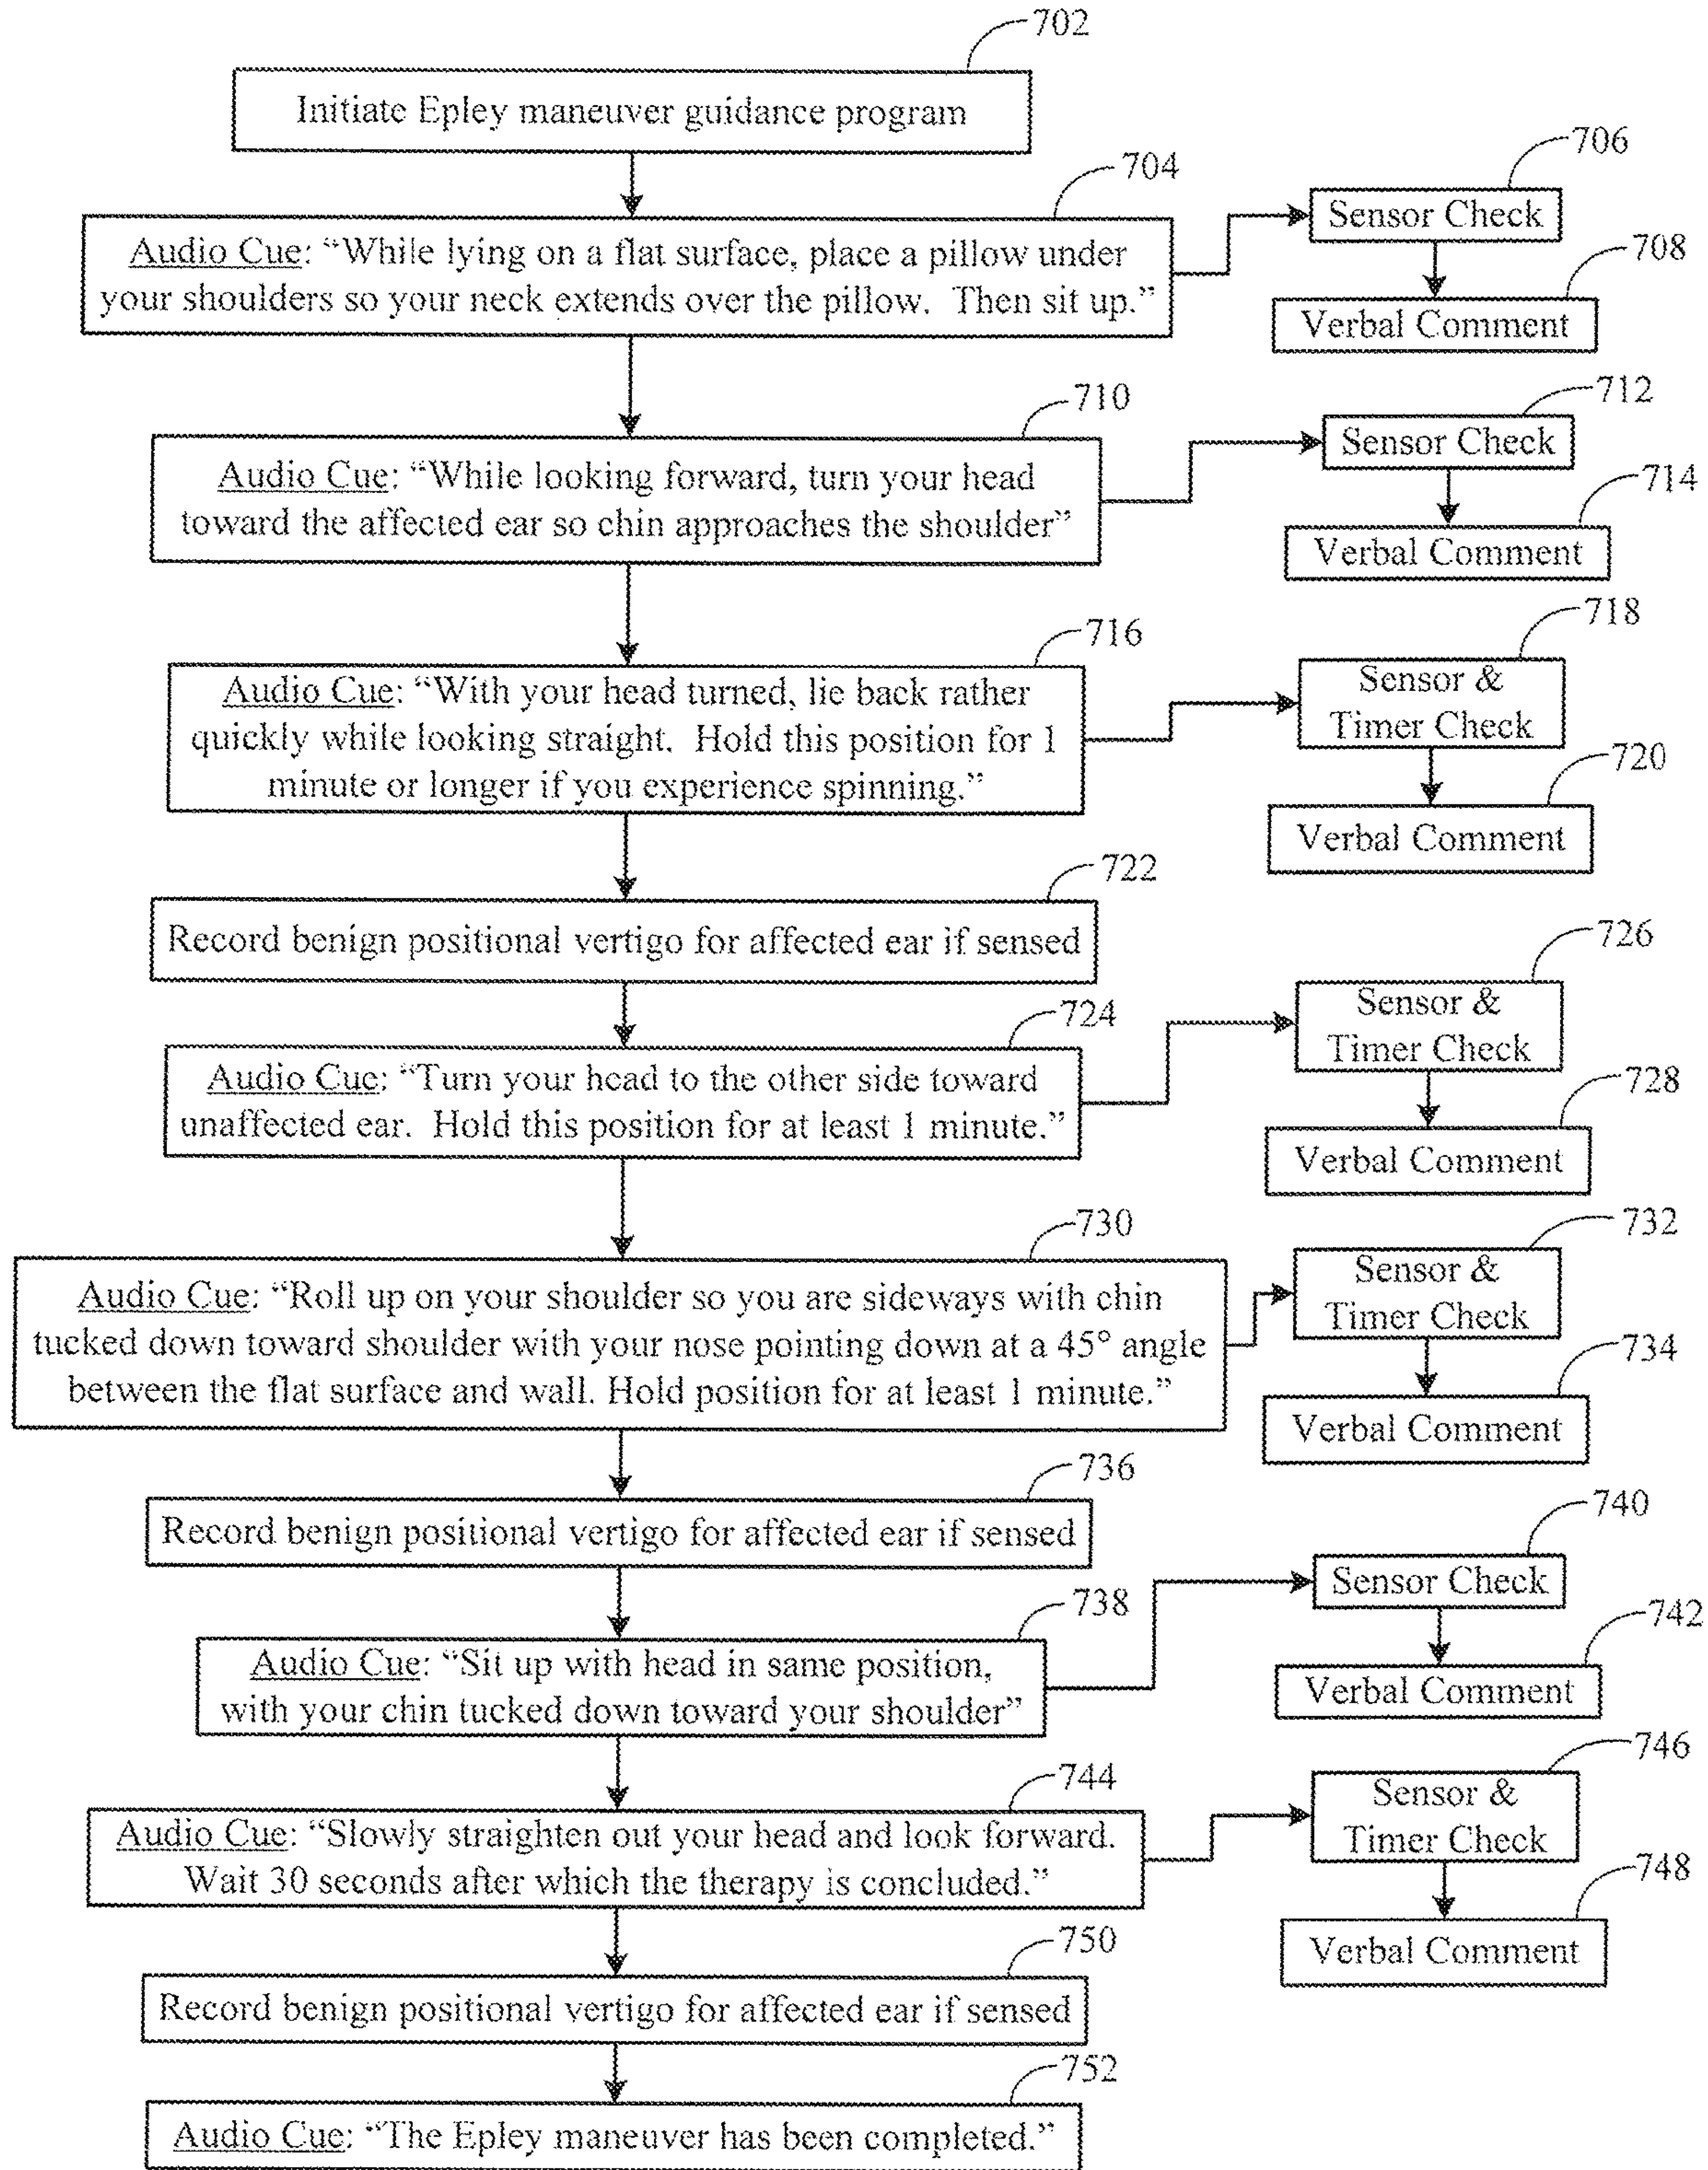 702
Initiate Epley maneuver guidance program
704
Audio Cue: “While lying on a flat surface, place a pillow under
your shoulders so your neck extends over the pillow.  Then sit up.”
706
Sensor Check
708
Verbal Comment
710
Audio Cue: “While looking forward, turn your head
toward the affected ear so chin approaches the shoulder”
712
Sensor Check
714
Verbal Comment
716
Audio Cue: “With your head turned, lie back rather
quickly while looking straight.  Hold this position for 1
minute or longer if you experience spinning.”
718
Sensor &
Timer Check
720
Verbal Comment
722
Record benign positional vertigo for affected ear if sensed
724
Audio Cue: “Turn your head to the other side toward
unaffected ear.  Hold this position for at least 1 minute.”
726
Sensor &
Timer Check
728
Verbal Comment
730
Audio Cue: “Roll up on your shoulder so you are sideways with chin
tucked down toward shoulder with your nose pointing down at a 45° angle
between the flat surface and wall. Hold position for at least 1 minute.”
732
Sensor &
Timer Check
734
Verbal Comment
736
Record benign positional vertigo for affected ear if sensed
738
Audio Cue: “Sit up with head in same position,
with your chin tucked down toward your shoulder”
740
Sensor Check
742
Verbal Comment
744
Audio Cue: “Slowly straighten out your head and look forward.
Wait 30 seconds after which the therapy is concluded.”
746
Sensor &
Timer Check
748
Verbal Comment
750
Record benign positional vertigo for affected ear if sensed
752
Audio Cue: “The Epley maneuver has been completed.”